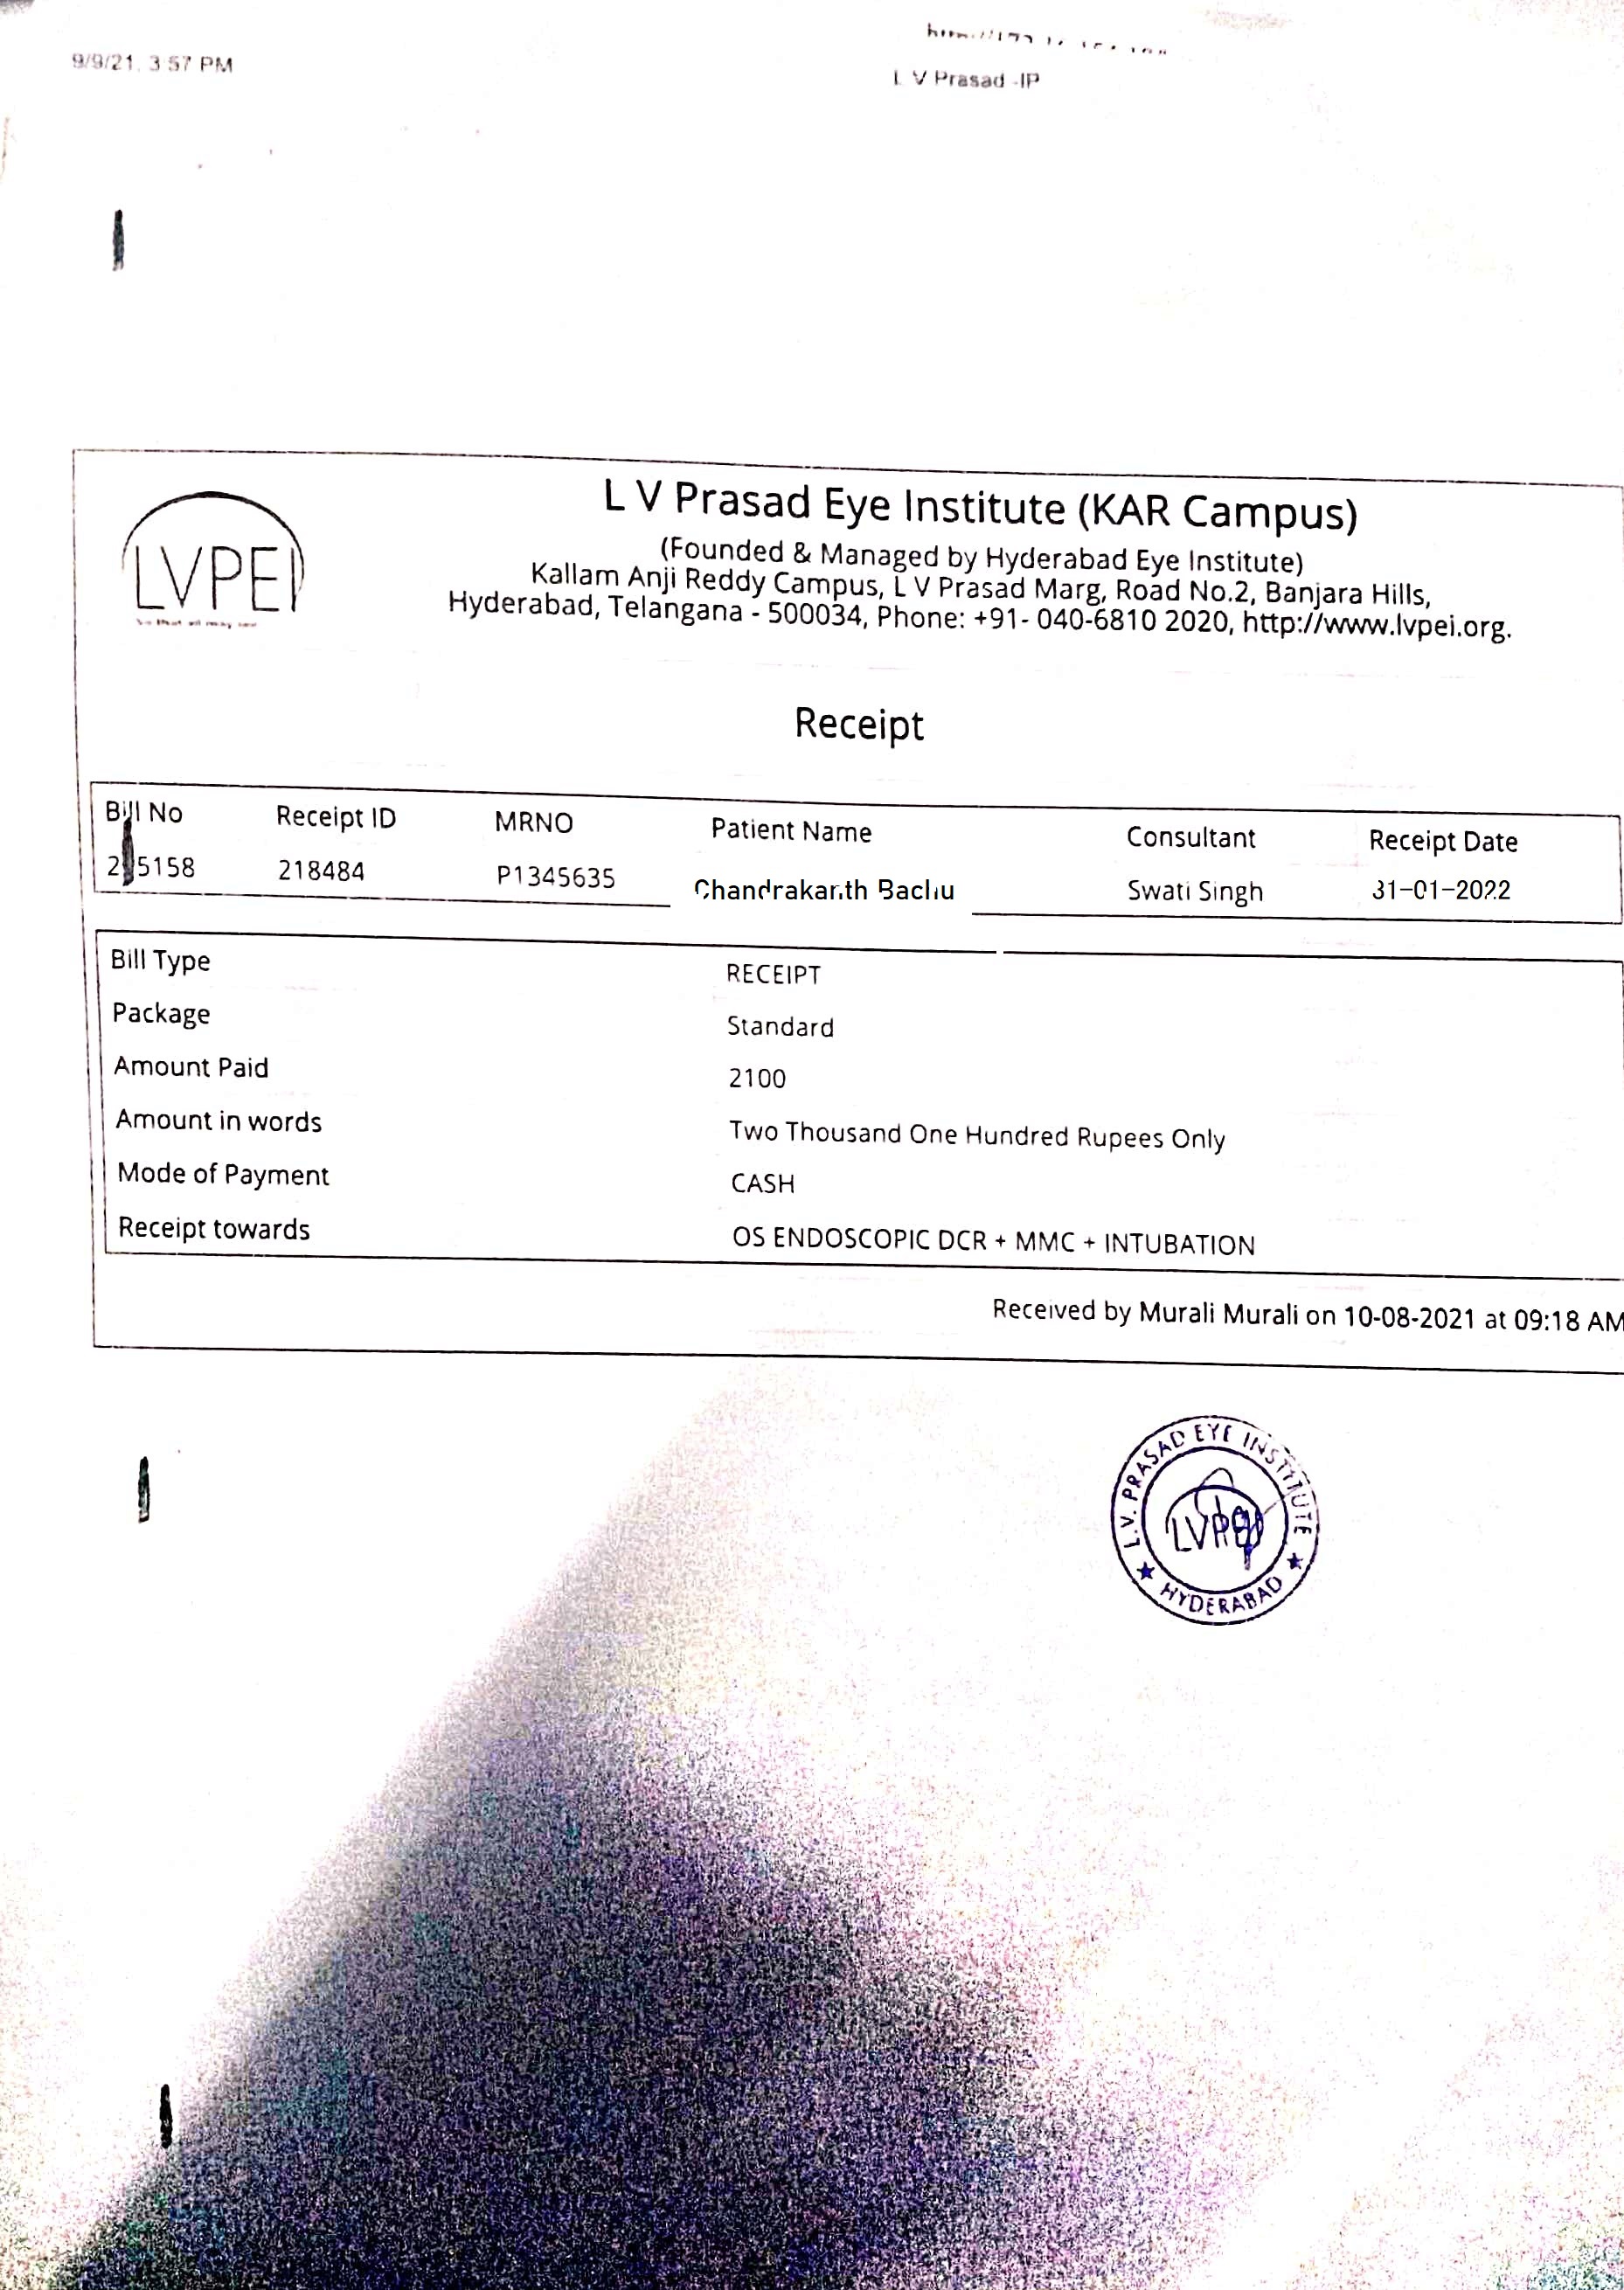 9/9/21, 3:57 PM
L V Prasad -IP
LVPEI
So that all may see
L V Prasad Eye Institute (KAR Campus)
(Founded & Managed by Hyderabad Eye Institute)
Kallam Anji Reddy Campus, L V Prasad Marg, Road No.2, Banjara Hills,
Hyderabad, Telangana - 500034, Phone: +91- 040-6810 2020, http://www.lvpei.org.
Receipt
Bill No Receipt ID MRNO Patient Name Consultant Receipt Date
218484 P1345635 Chandrakanth Bachu Swati Singh 31-01-2022
Bill Type RECEIPT
Package Standard
Amount Paid 2100
Amount in words Two Thousand One Hundred Rupees Only
Mode of Payment CASH
Receipt towards OS ENDOSCOPIC DCR + MMC + INTUBATION
Received by Murali Murali on 10-08-2021 at 09:18 AM
L.V. PRASAD EYE INSTITUTE
LVPEI
★ HYDERABAD ★